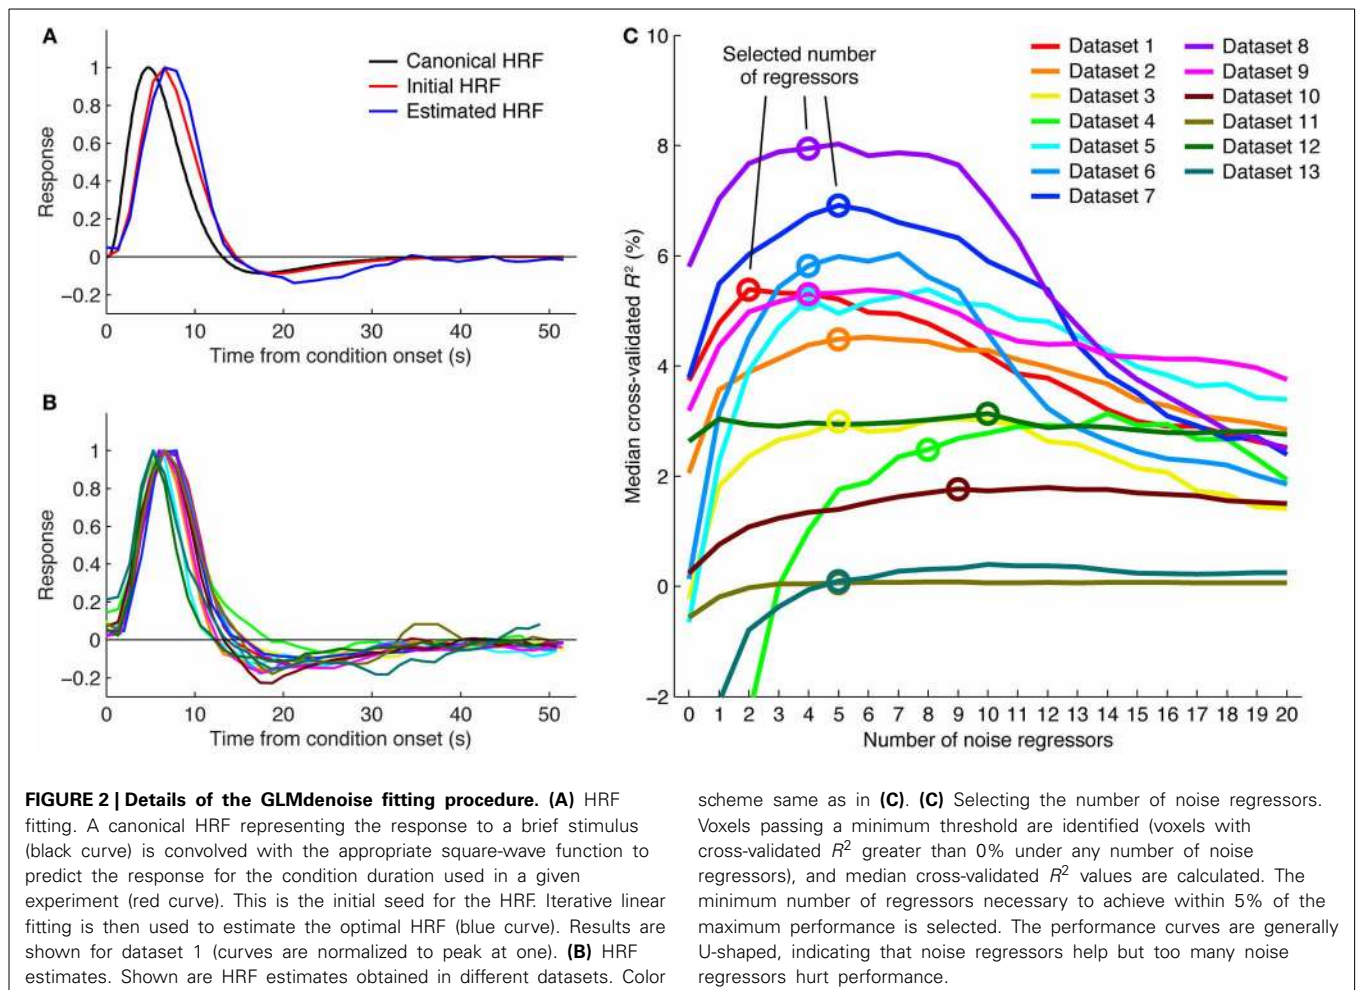 A
Canonical HRF
Initial HRF
Estimated HRF
Response
1
0.8
0.6
0.4
0.2
0
−0.2
0 10 20 30 40 50
Time from condition onset (s)
B
Response
1
0.8
0.6
0.4
0.2
0
−0.2
0 10 20 30 40 50
Time from condition onset (s)
C
Selected number
of regressors
Dataset 1
Dataset 2
Dataset 3
Dataset 4
Dataset 5
Dataset 6
Dataset 7
Dataset 8
Dataset 9
Dataset 10
Dataset 11
Dataset 12
Dataset 13
Median cross-validated R² (%)
10
8
6
4
2
0
−2
0 1 2 3 4 5 6 7 8 9 10 11 12 13 14 15 16 17 18 19 20
Number of noise regressors
FIGURE 2 | Details of the GLMdenoise fitting procedure. (A) HRF
fitting. A canonical HRF representing the response to a brief stimulus
(black curve) is convolved with the appropriate square-wave function to
predict the response for the condition duration used in a given
experiment (red curve). This is the initial seed for the HRF. Iterative linear
fitting is then used to estimate the optimal HRF (blue curve). Results are
shown for dataset 1 (curves are normalized to peak at one). (B) HRF
estimates. Shown are HRF estimates obtained in different datasets. Color
scheme same as in (C). (C) Selecting the number of noise regressors.
Voxels passing a minimum threshold are identified (voxels with
cross-validated R² greater than 0% under any number of noise
regressors), and median cross-validated R² values are calculated. The
minimum number of regressors necessary to achieve within 5% of the
maximum performance is selected. The performance curves are generally
U-shaped, indicating that noise regressors help but too many noise
regressors hurt performance.